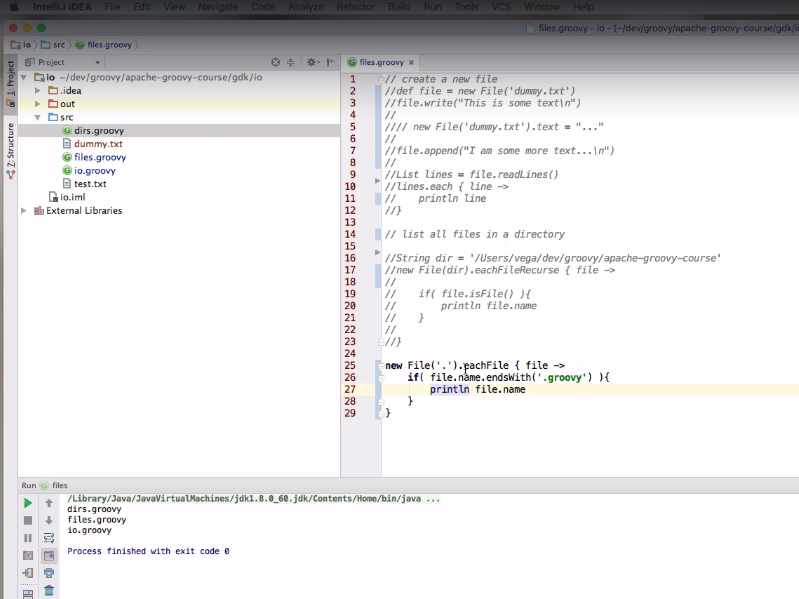 IntelliJ IDEA File Edit View Navigate Code Analyze Refactor Build Run Tools VCS Window Help
files.groovy - io - [~/dev/groovy/apache-groovy-course/gdk/io
io src files.groovy
Project
1: Project
Z: Structure
io ~/dev/groovy/apache-groovy-course/gdk/io
.idea
out
src
dirs.groovy
dummy.txt
files.groovy
io.groovy
test.txt
io.iml
External Libraries
files.groovy
1 // create a new file
2 //def file = new File('dummy.txt')
3 //file.write("This is some text\n")
4 //
5 //// new File('dummy.txt').text = "..."
6 //
7 //file.append("I am some more text...\n")
8 //
9 //List lines = file.readLines()
10 //lines.each { line ->
11 //    println line
12 //}
13
14 // list all files in a directory
15
16 //String dir = '/Users/vega/dev/groovy/apache-groovy-course'
17 //new File(dir).eachFileRecurse { file ->
18 //
19 //    if( file.isFile() ){
20 //        println file.name
21 //    }
22 //
23 //}
24
25 new File('.').eachFile { file ->
26     if( file.name.endsWith('.groovy') ){
27         println file.name
28     }
29 }
Run files
/Library/Java/JavaVirtualMachines/jdk1.8.0_60.jdk/Contents/Home/bin/java ...
dirs.groovy
files.groovy
io.groovy
Process finished with exit code 0